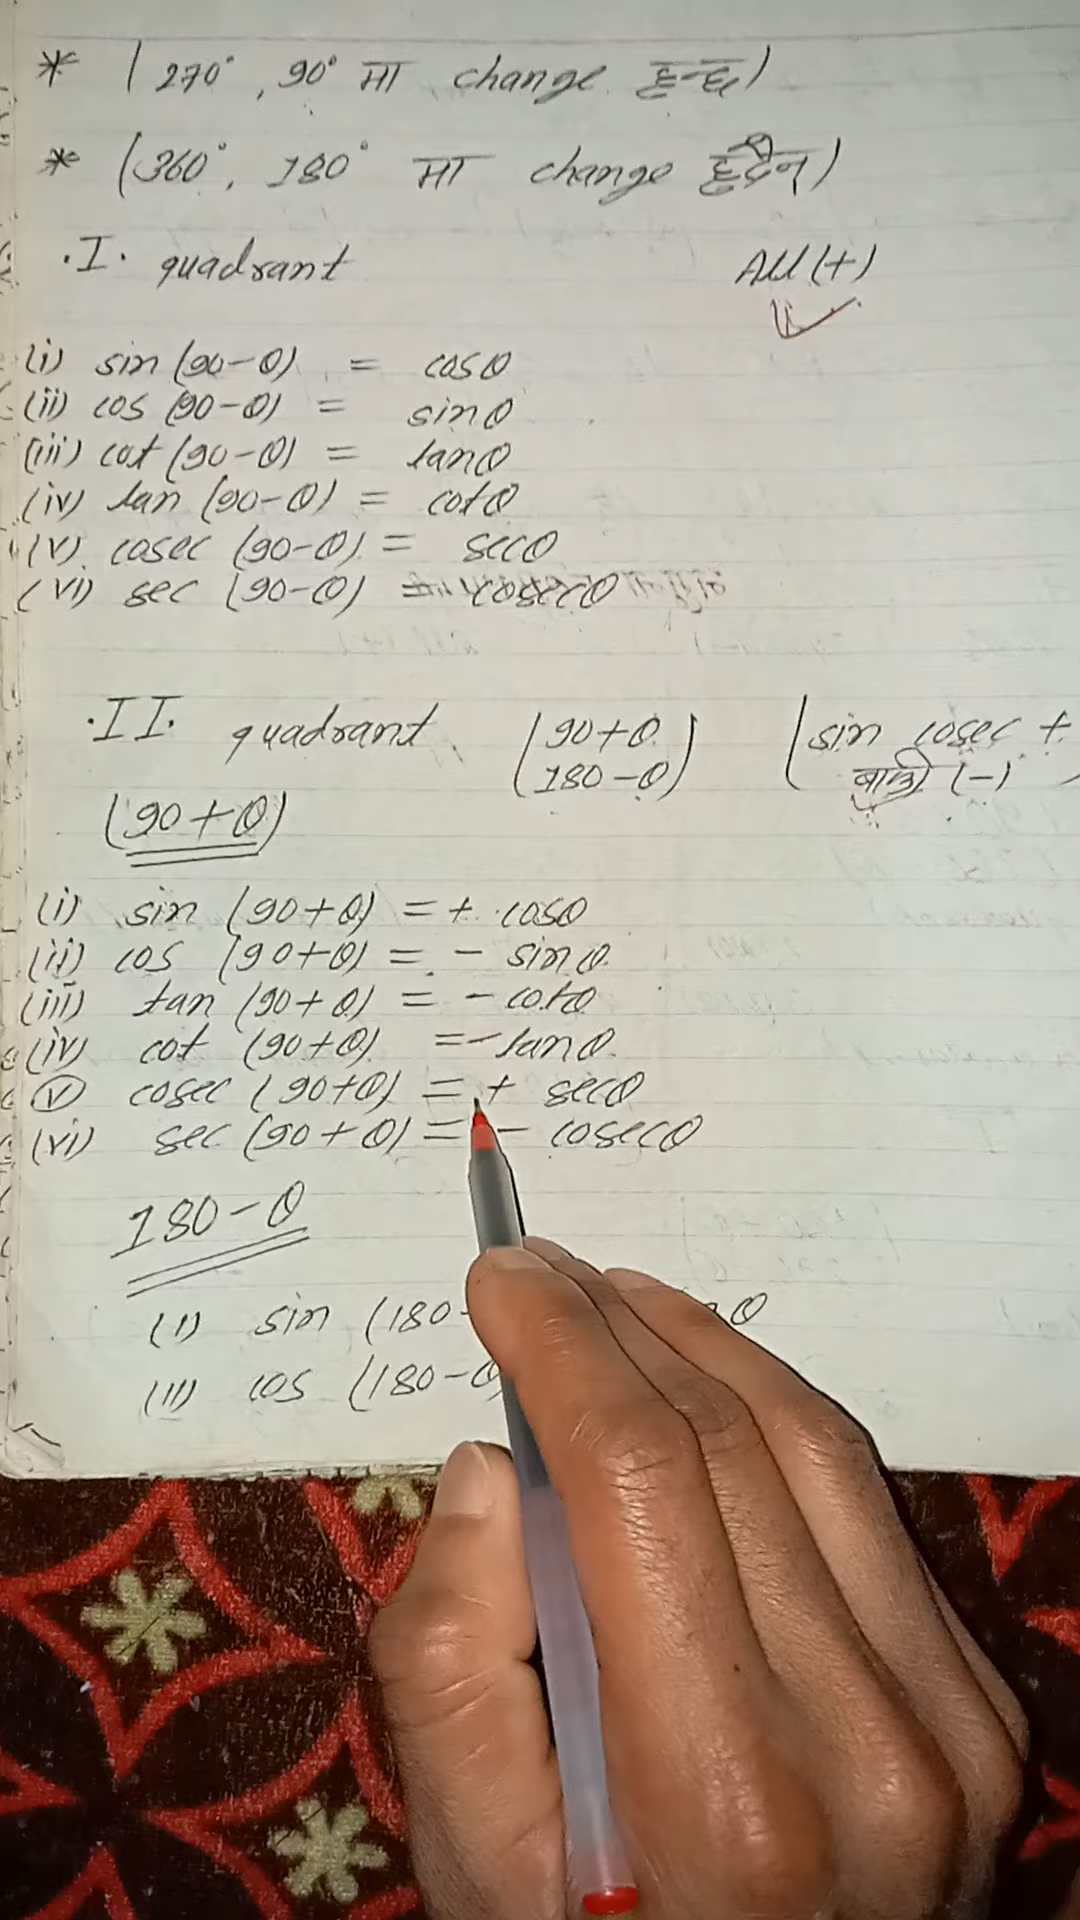 * (270°, 90° मा change हुन्छ)
* (360°, 180° मा change हुदैन)
.I. quadrant All (+)
(i) sin (90-θ) = cosθ
(ii) cos (90-θ) = sinθ
(iii) cot (90-θ) = tanθ
(iv) tan (90-θ) = cotθ
(v) cosec (90-θ) = secθ
(vi) sec (90-θ) = cosecθ
.II. quadrant (90+θ (sin cosec +
180-θ) बाकी (-)
(90+θ)
(i) sin (90+θ) = + cosθ
(ii) cos (90+θ) = - sinθ
(iii) tan (90+θ) = - cotθ
(iv) cot (90+θ) = - tanθ
(v) cosec (90+θ) = + secθ
(vi) sec (90+θ) = - cosecθ
180-θ
(I) sin (180- θ
(II) cos (180-θ